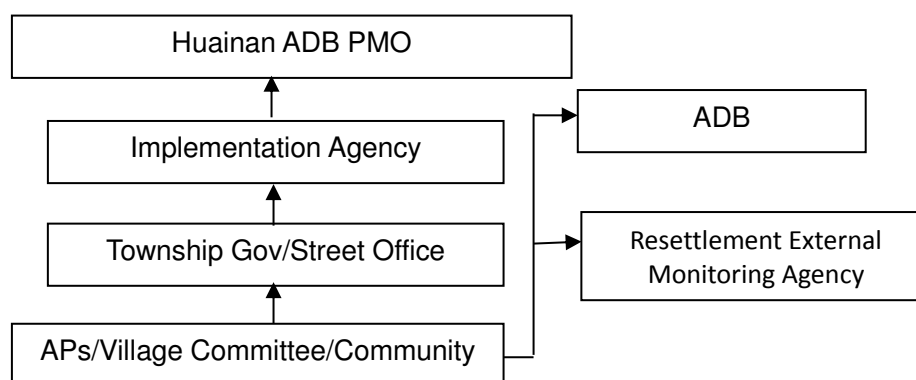 Huainan ADB PMO
ADB
Implementation Agency
Township Gov/Street Office
Resettlement External
Monitoring Agency
APs/Village Committee/Community